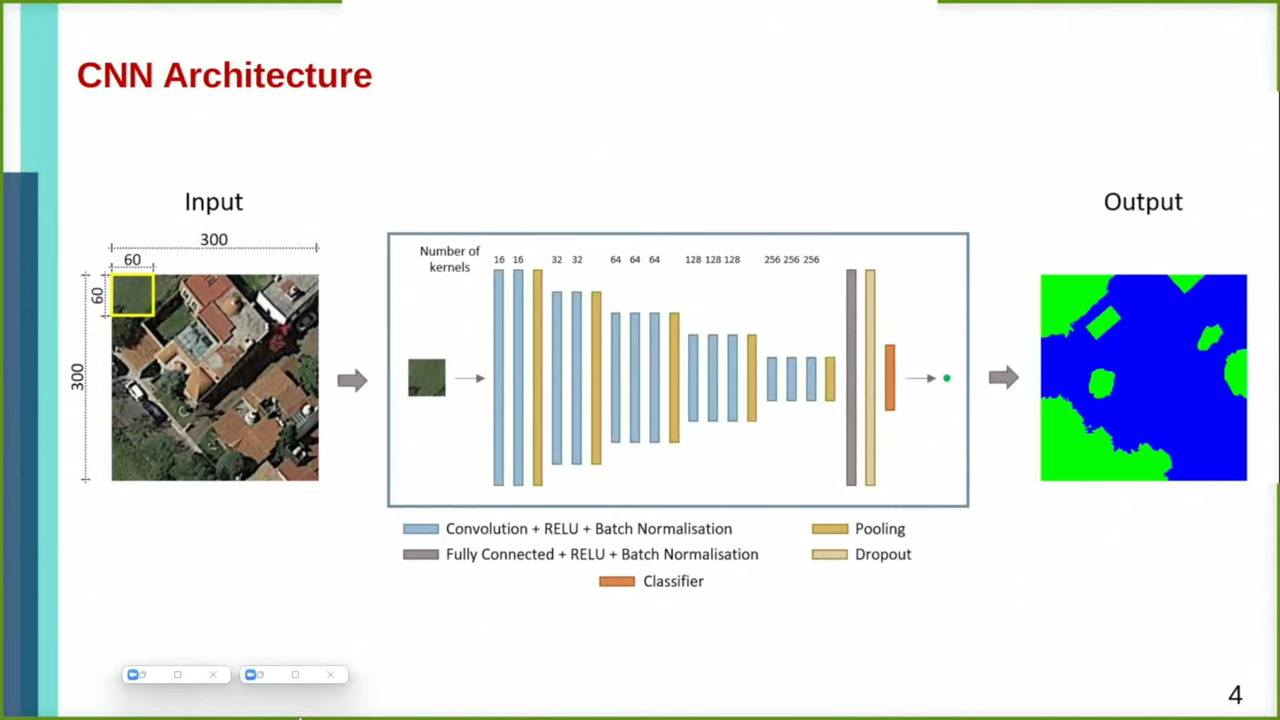 CNN Architecture
Input
Output
300
60
60
300
Number of
kernels
16 16 32 32 64 64 64 128 128 128 256 256 256
Convolution + RELU + Batch Normalisation
Pooling
Fully Connected + RELU + Batch Normalisation
Dropout
Classifier
4